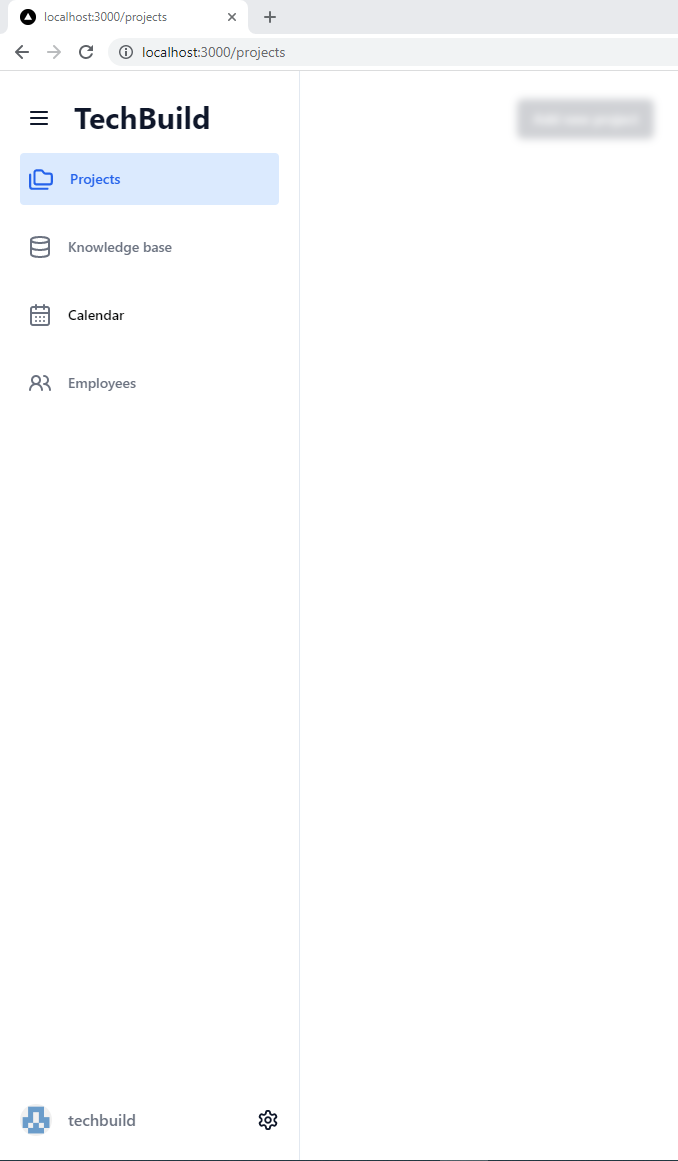 localhost:3000/projects
localhost:3000/projects
TechBuild
Projects
Knowledge base
Calendar
Employees
techbuild